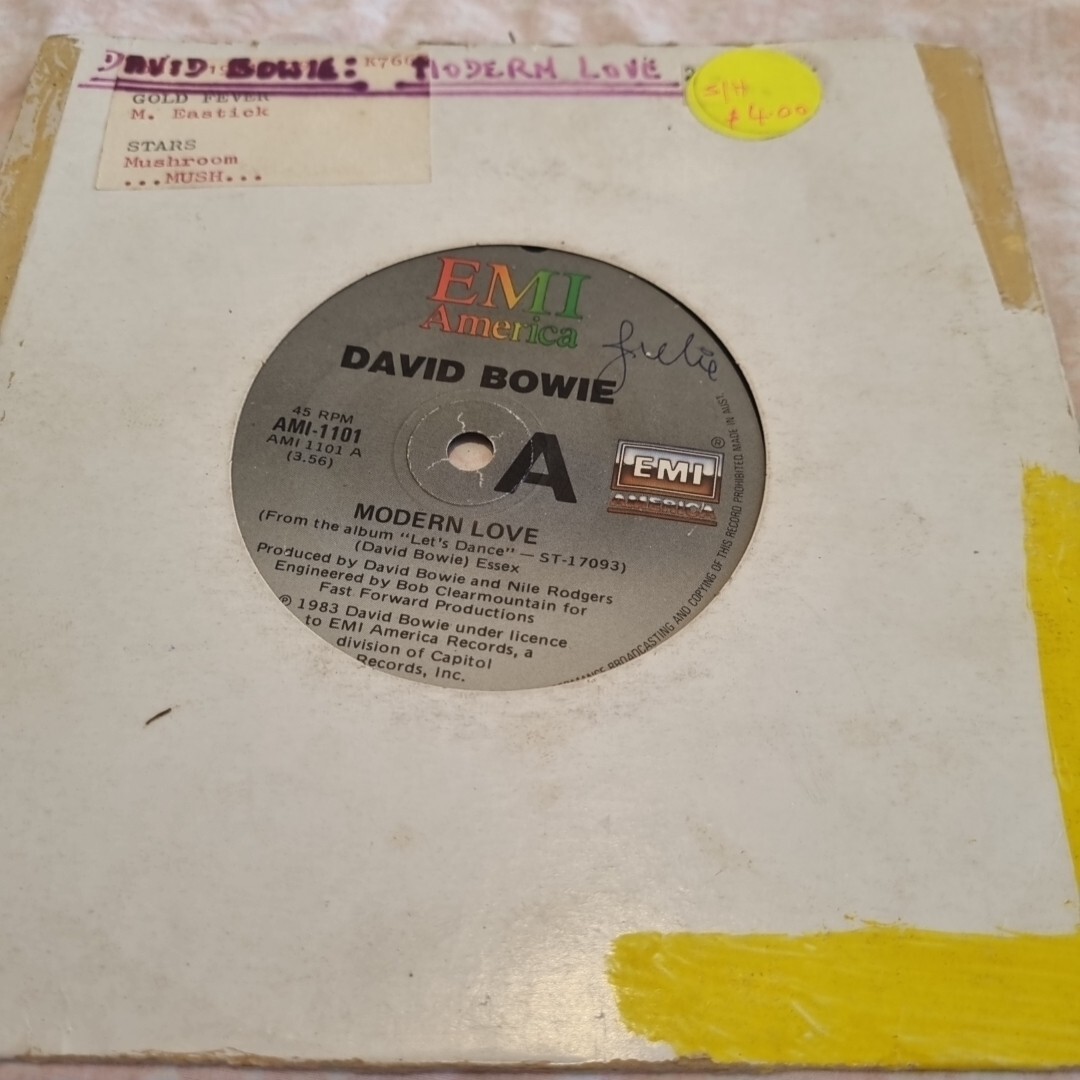 DAVID BOWIE: MODERN LOVE
K76
GOLD FEVER
M. Eastick
STARS
Mushroom
...MUSH...
S/H
$4.00
EMI
America
DAVID BOWIE
45 RPM
AMI-1101
AMI 1101 A
(3.56)
A
EMI
AMERICA
MODERN LOVE
(From the album "Let's Dance" — ST-17093)
(David Bowie) Essex
Produced by David Bowie and Nile Rodgers
Engineered by Bob Clearmountain for
Fast Forward Productions
℗ 1983 David Bowie under licence
to EMI America Records, a
division of Capitol
Records, Inc.
BROADCASTING AND COPYING OF THIS RECORD PROHIBITED MADE IN AUST.
®